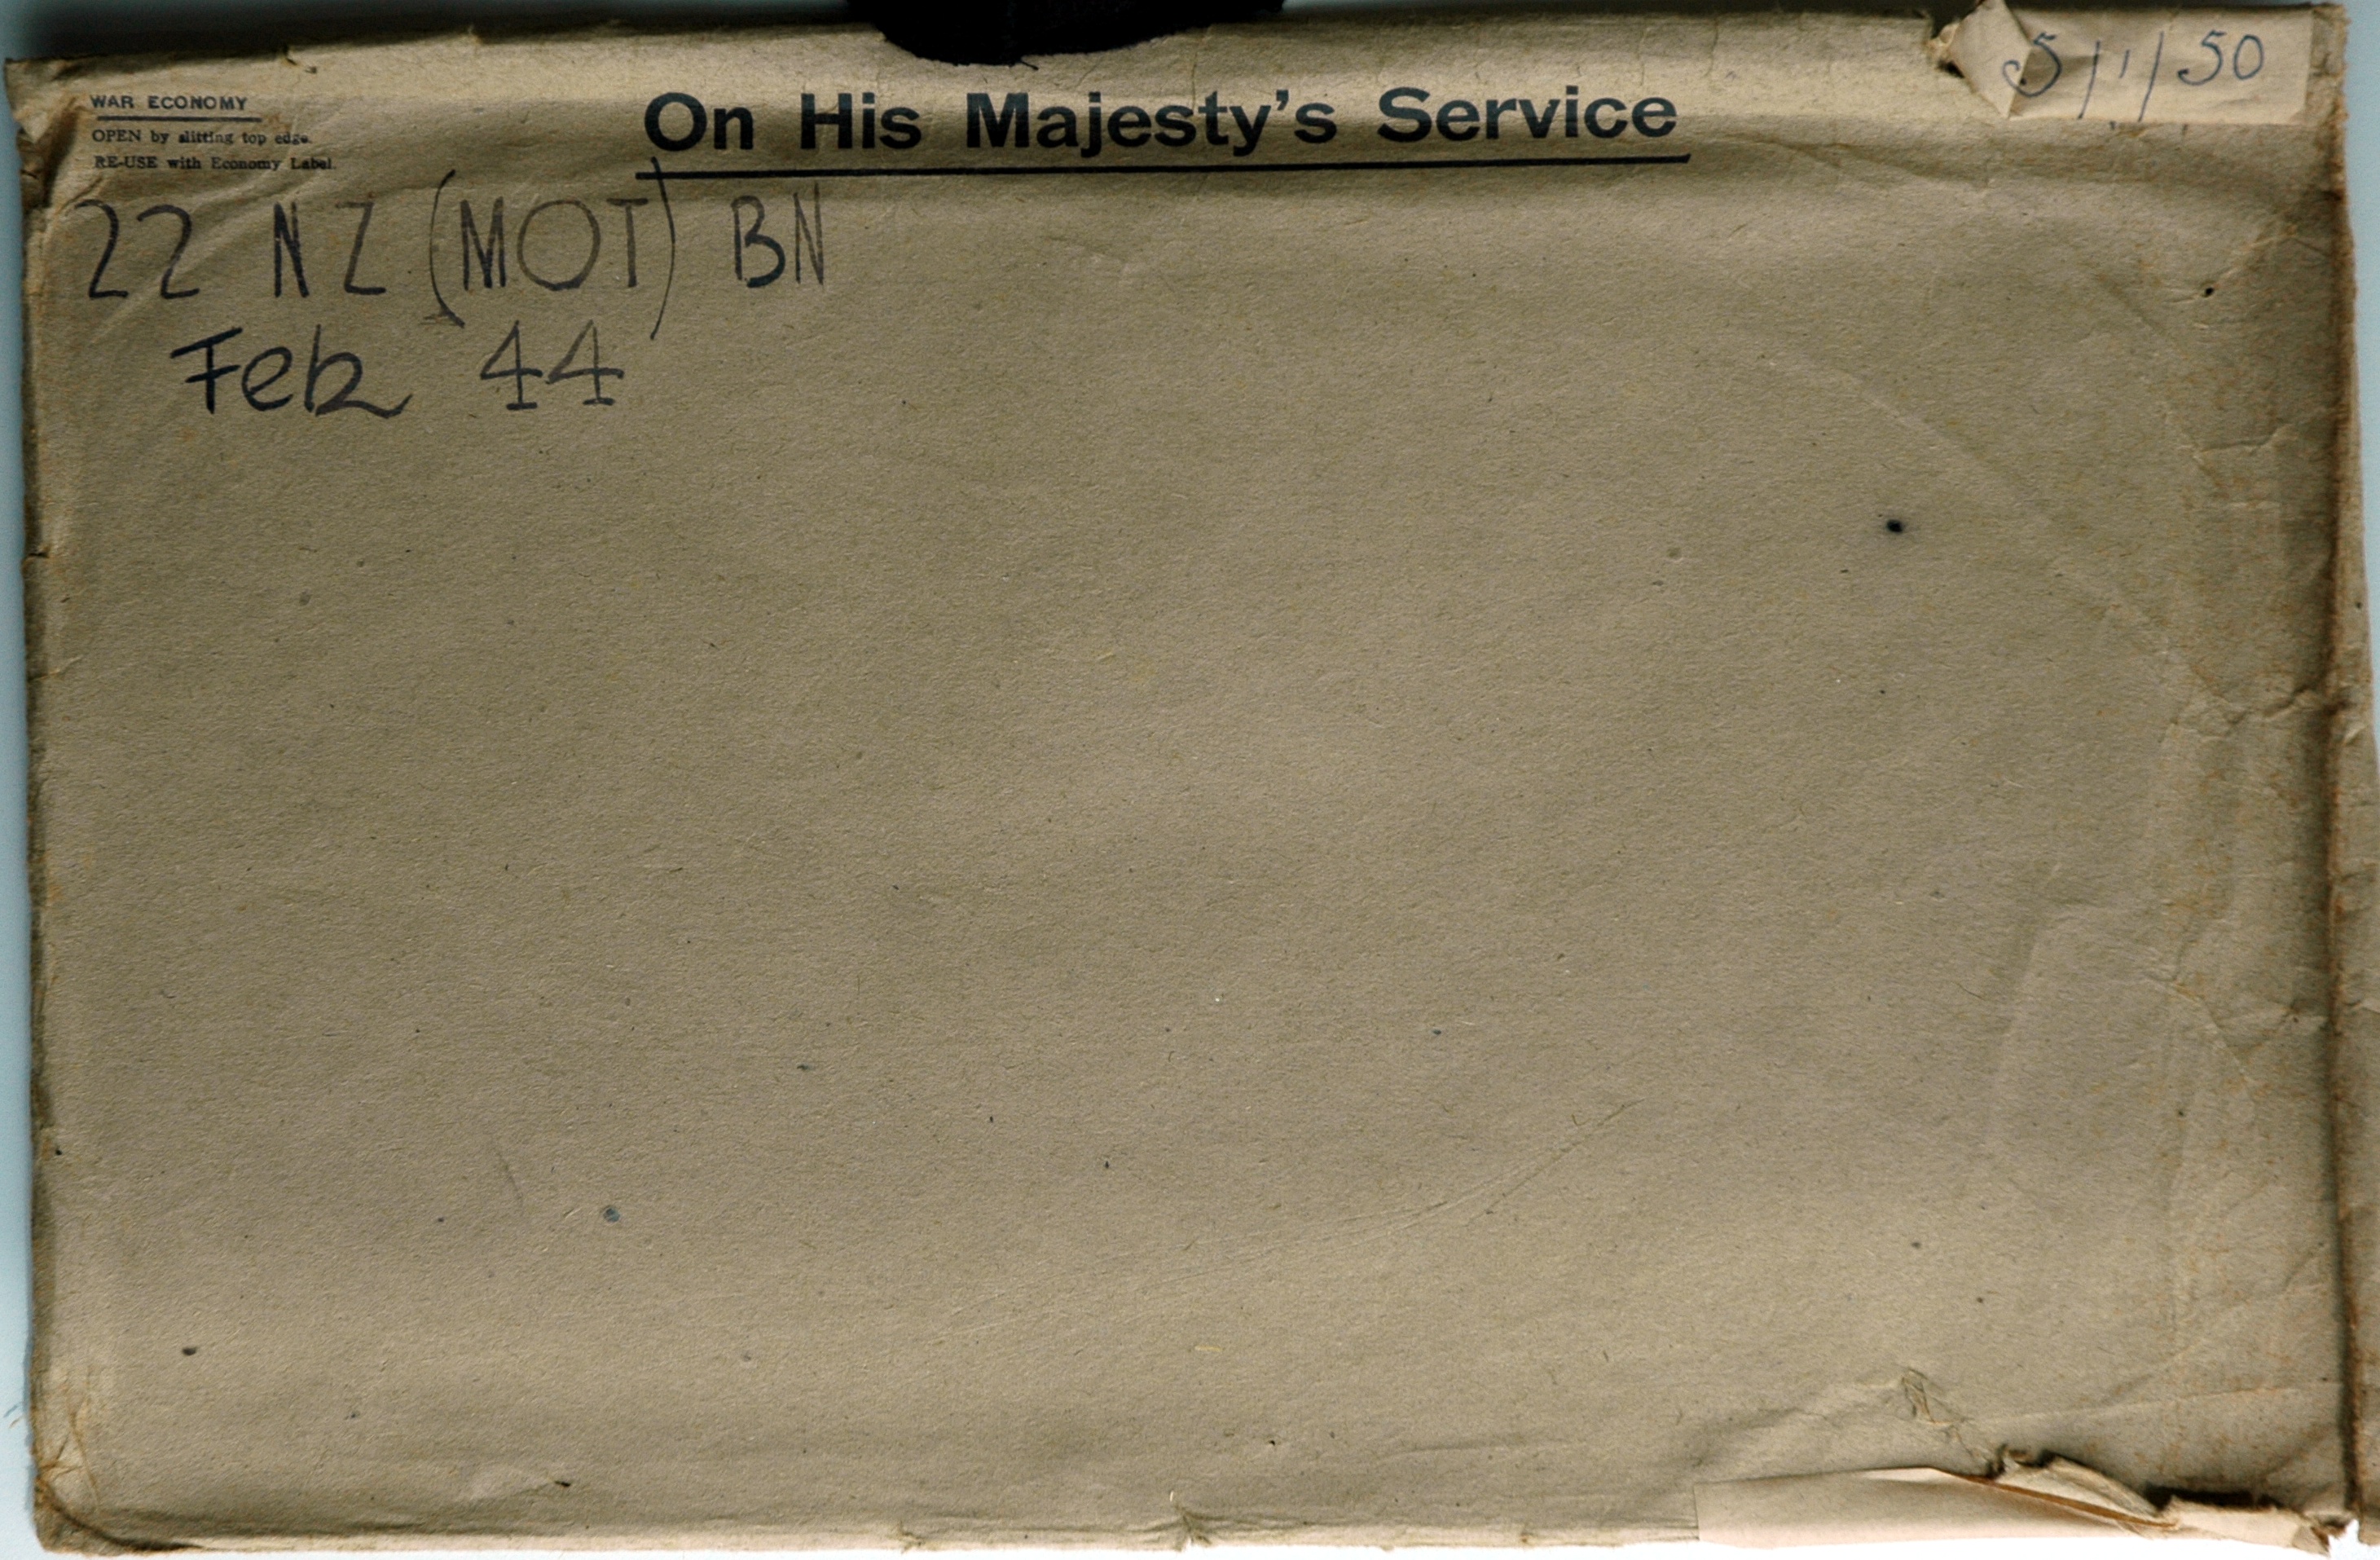 WAR ECONOMY
OPEN by slitting top edge.
RE-USE with Economy Label.
On His Majesty's Service
5/1/50
22 NZ (MOT) BN
Feb 44